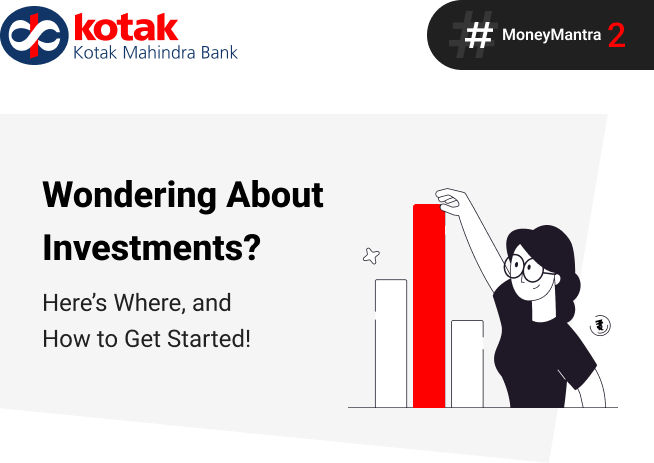 kotak
Kotak Mahindra Bank
# MoneyMantra 2
Wondering About
Investments?
Here’s Where, and
How to Get Started!